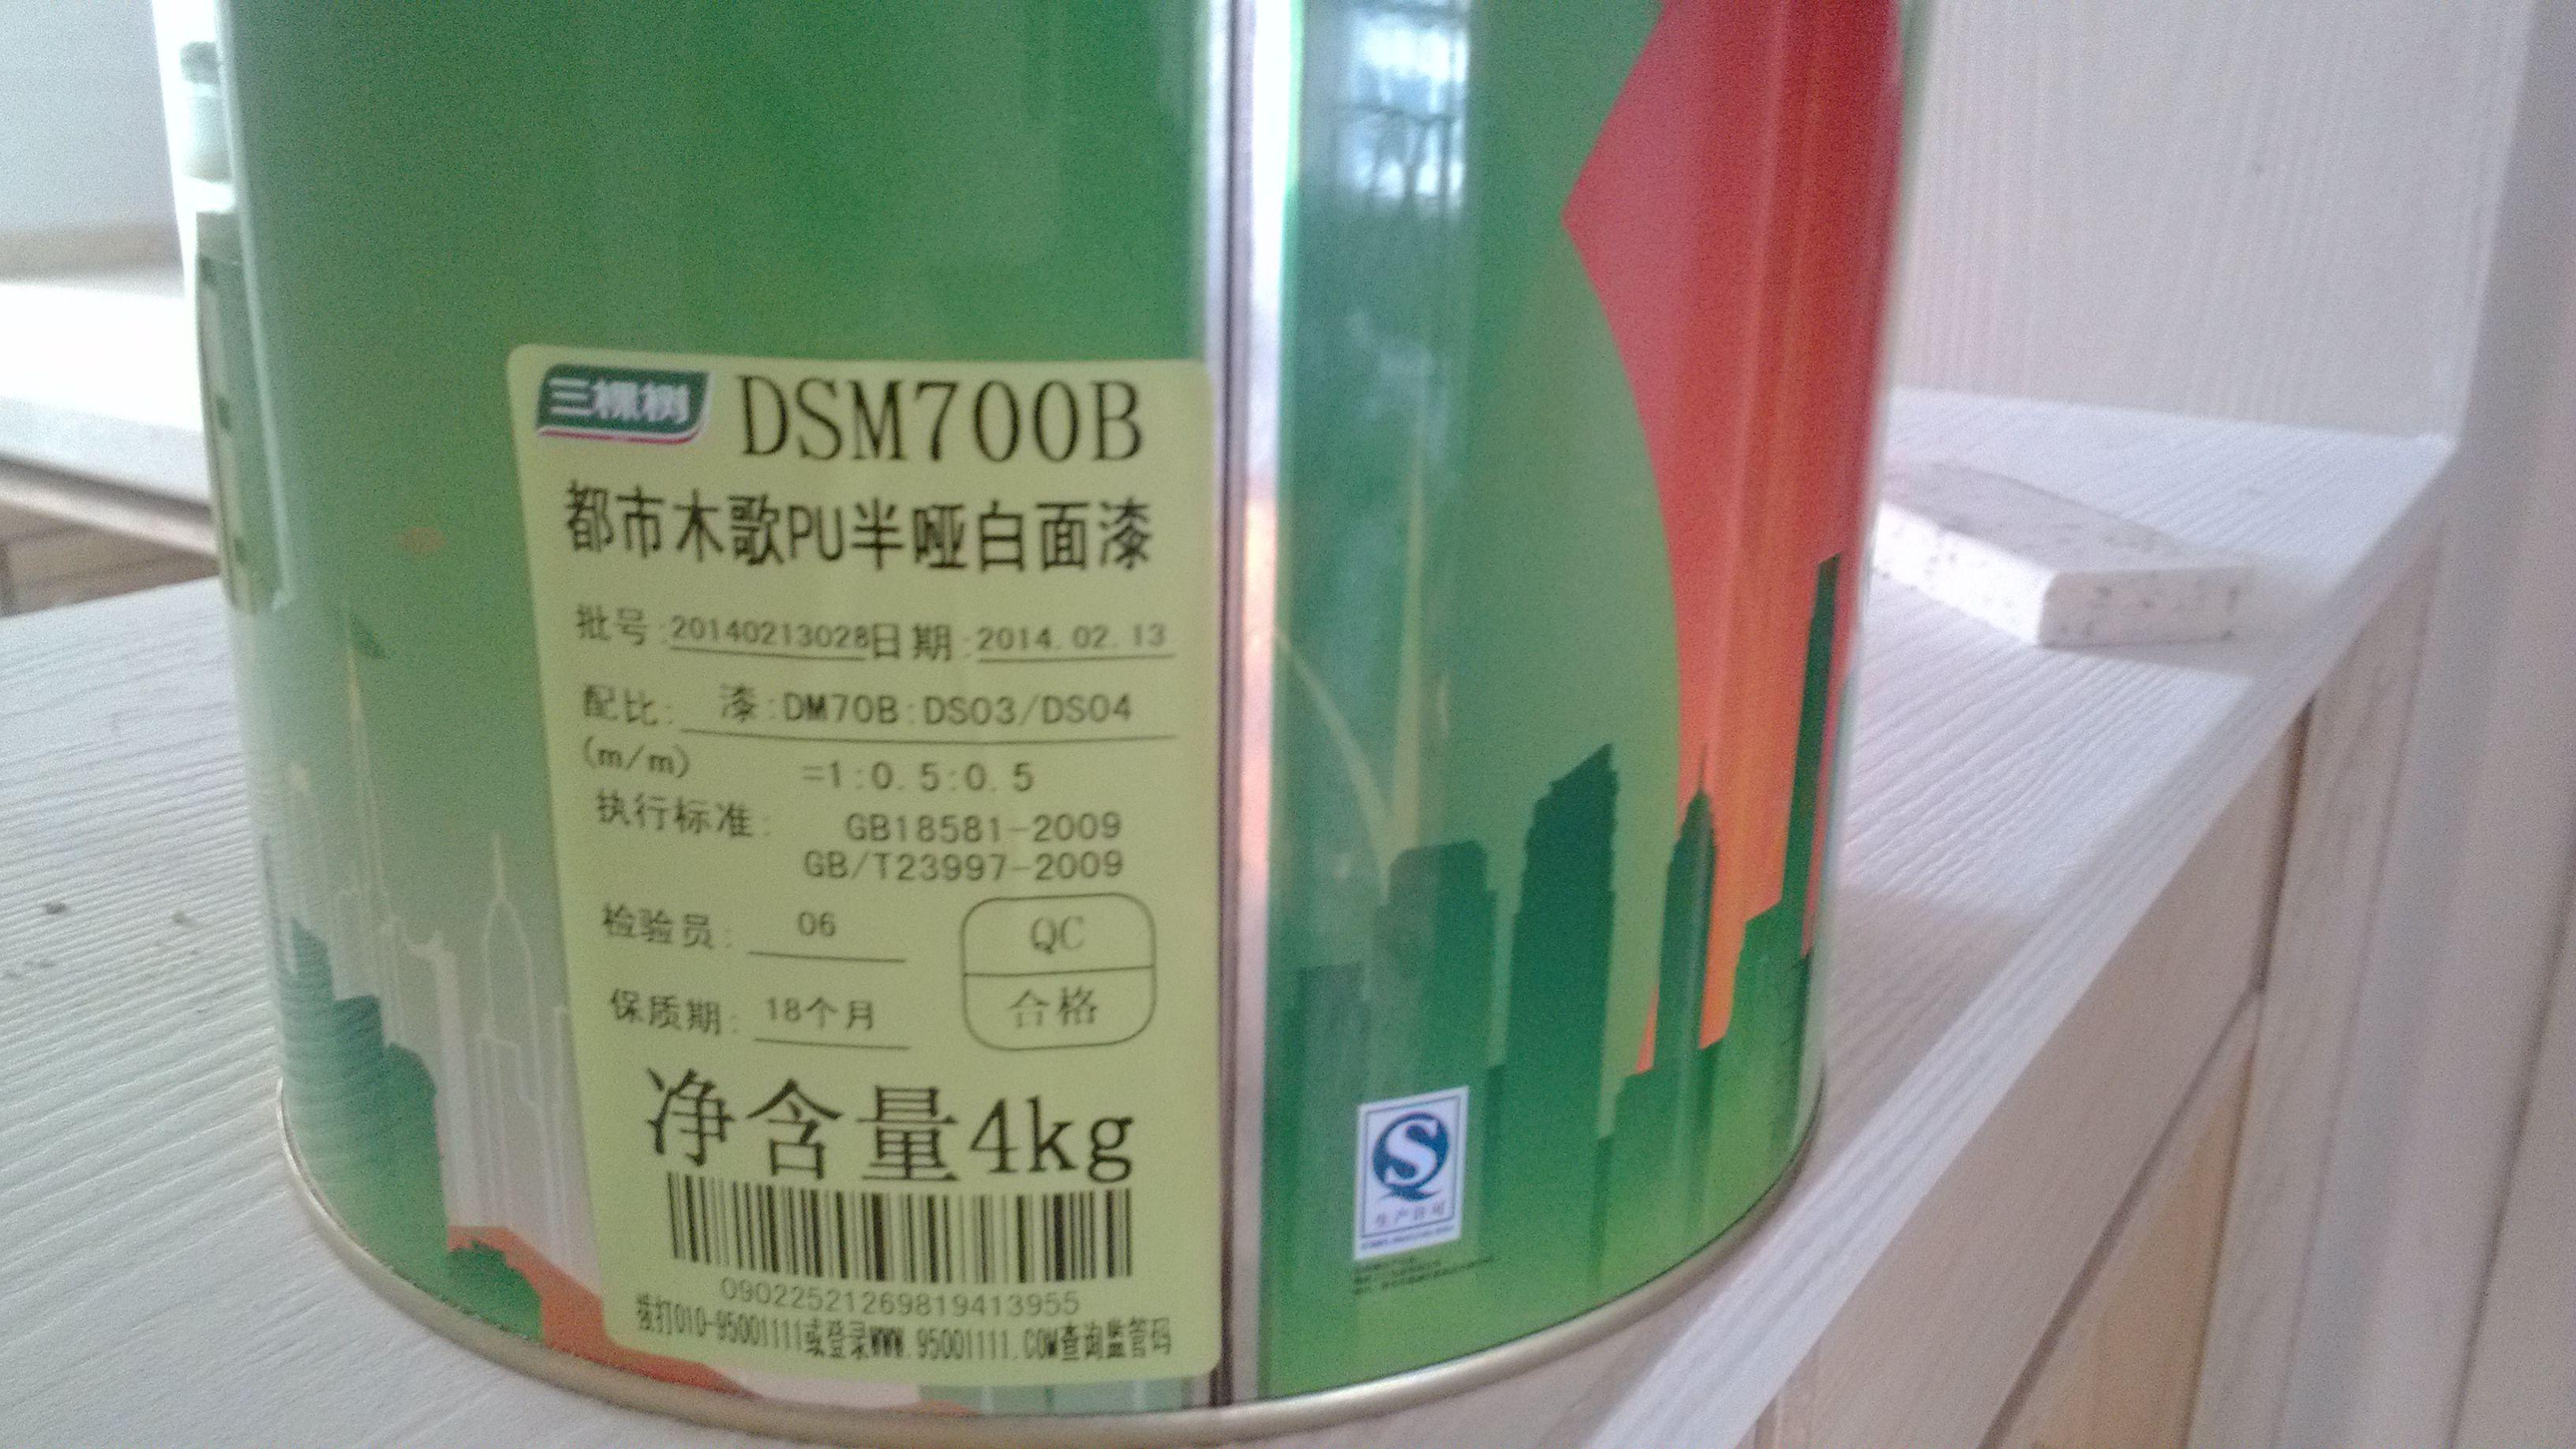 三棵树 DSM700B
都市木歌PU半哑白面漆
批号:20140213028日期:2014.02.13
配比: 漆:DM70B:DS03/DS04
(m/m) =1:0.5:0.5
执行标准: GB18581-2009
GB/T23997-2009
检验员: 06
QC
合格
保质期: 18个月
净含量4kg
09022521269819413955
拨打010-95001111或登录WWW.95001111.COM查询监管码
生产许可